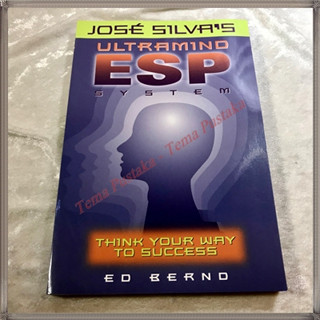 JOSÉ SILVA'S
ULTRAMIND
ESP
SYSTEM
Tema Pustaka Tema Pustaka
THINK YOUR WAY
TO SUCCESS
ED BERND